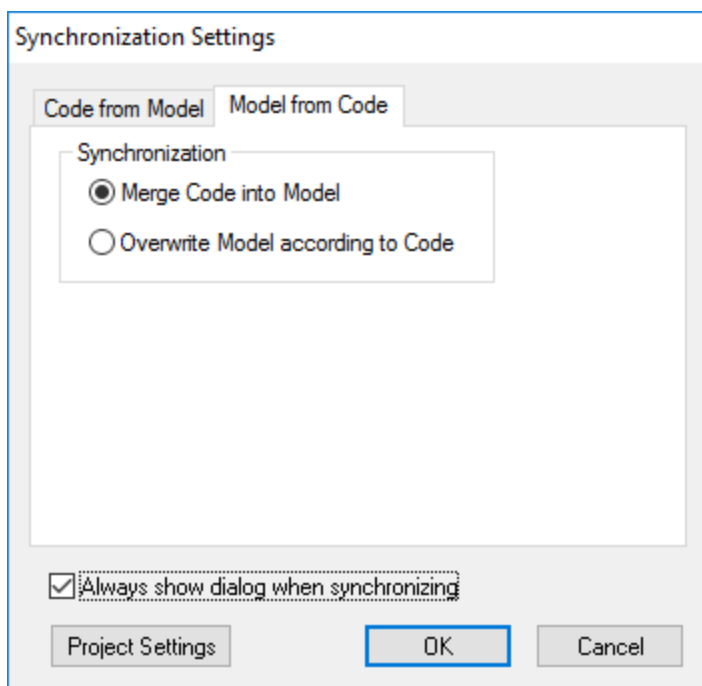 Synchronization Settings
Code from Model
Model from Code
Synchronization
Merge Code into Model
Overwrite Model according to Code
Always show dialog when synchronizing
Project Settings
OK
Cancel